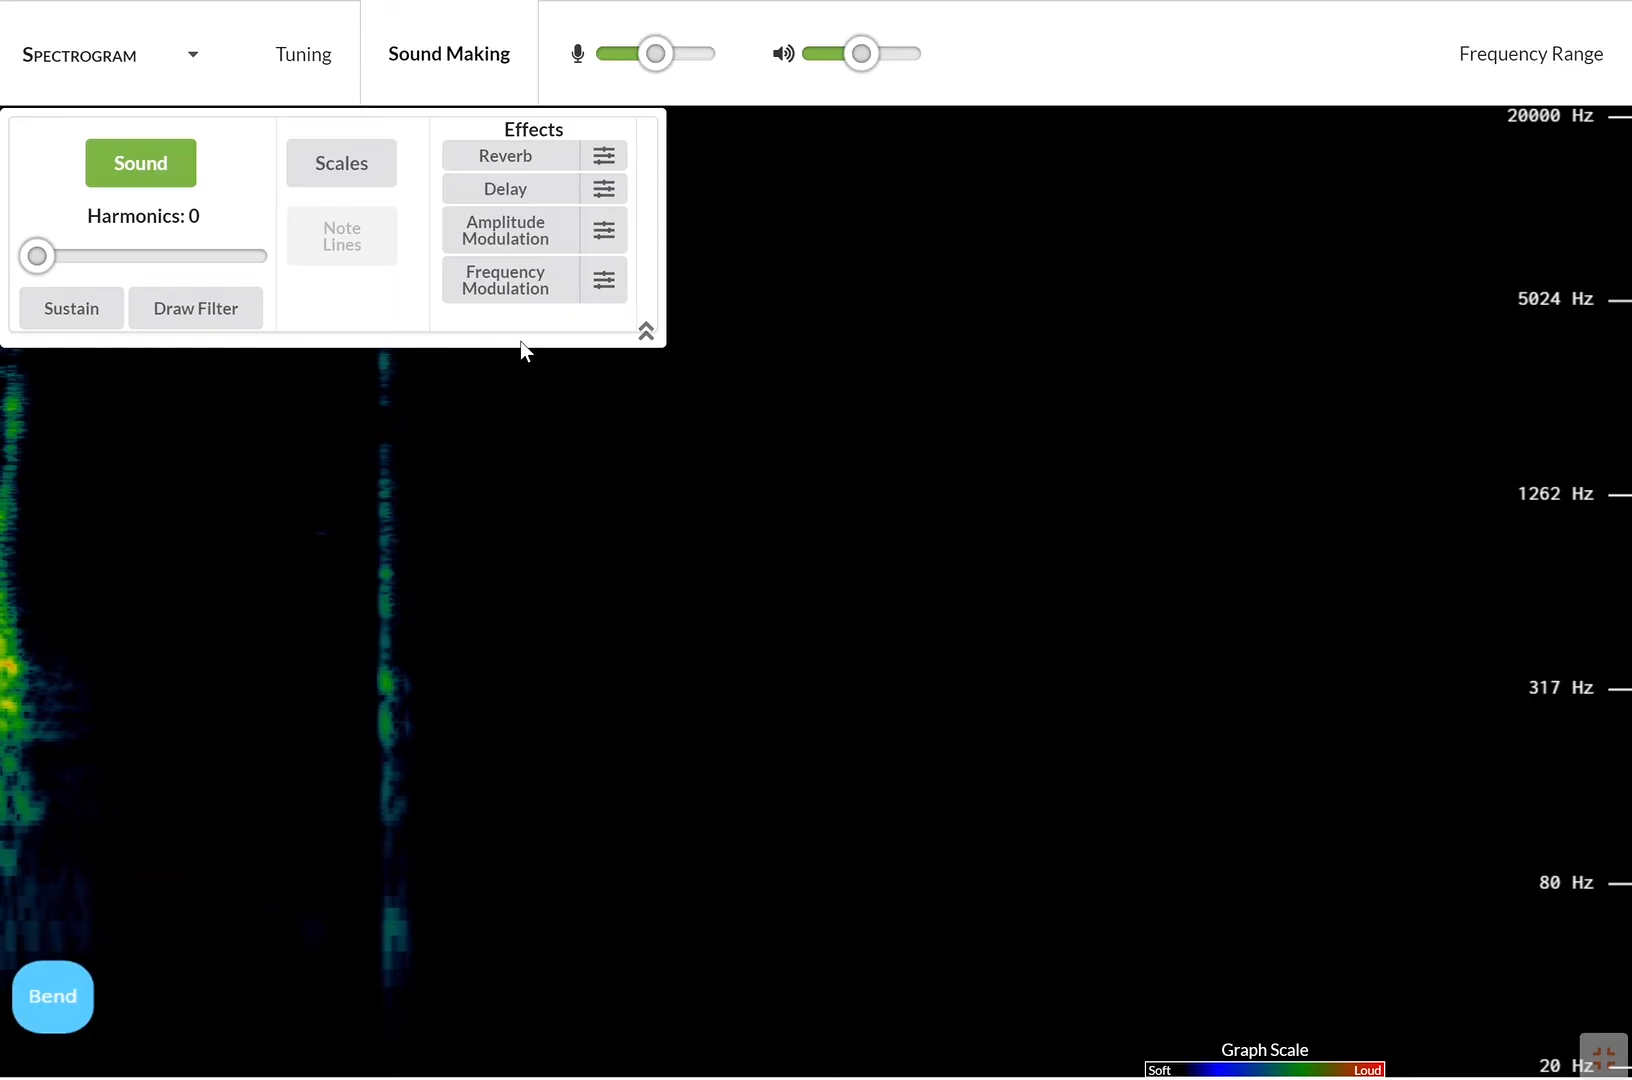 Spectrogram
Tuning
Sound Making
Frequency Range
Sound
Harmonics: 0
Sustain
Draw Filter
Scales
Note
Lines
Effects
Reverb
Delay
Amplitude
Modulation
Frequency
Modulation
20000 Hz
5024 Hz
1262 Hz
317 Hz
80 Hz
20 Hz
Bend
Graph Scale
Soft
Loud